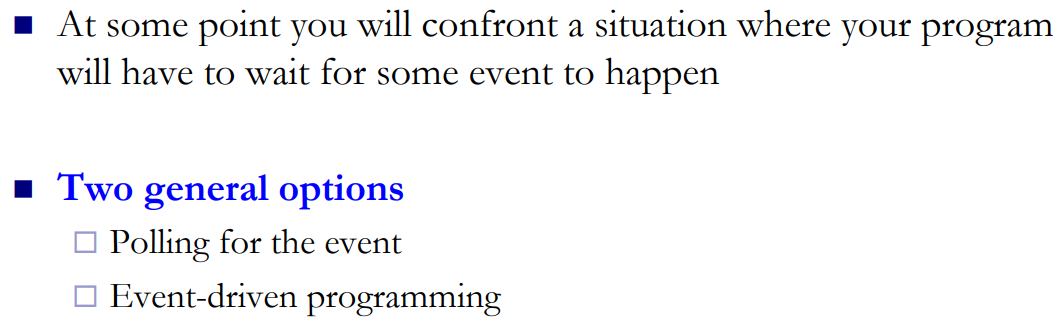 At some point you will confront a situation where your program
will have to wait for some event to happen
Two general options
Polling for the event
Event-driven programming